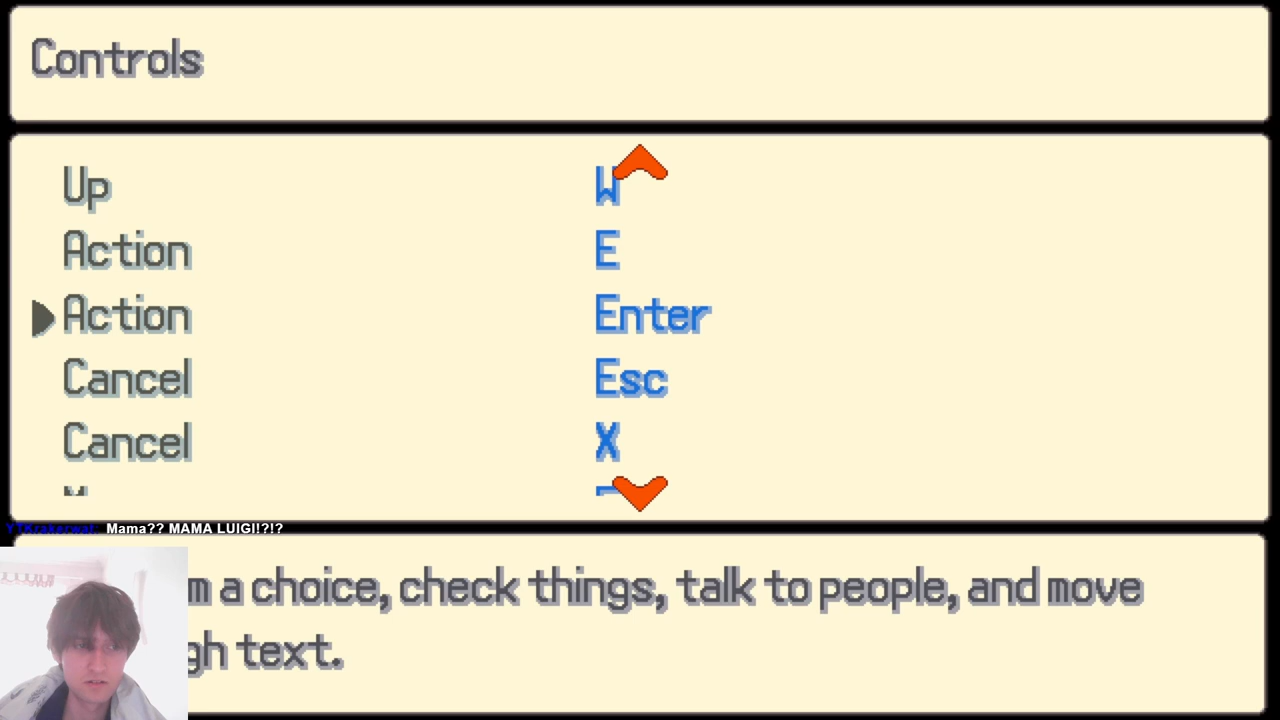 Controls
Up W
Action E
Action Enter
Cancel Esc
Cancel X
YTKrakerwat: Mama?? MAMA LUIGI!?!?
m a choice, check things, talk to people, and move
gh text.